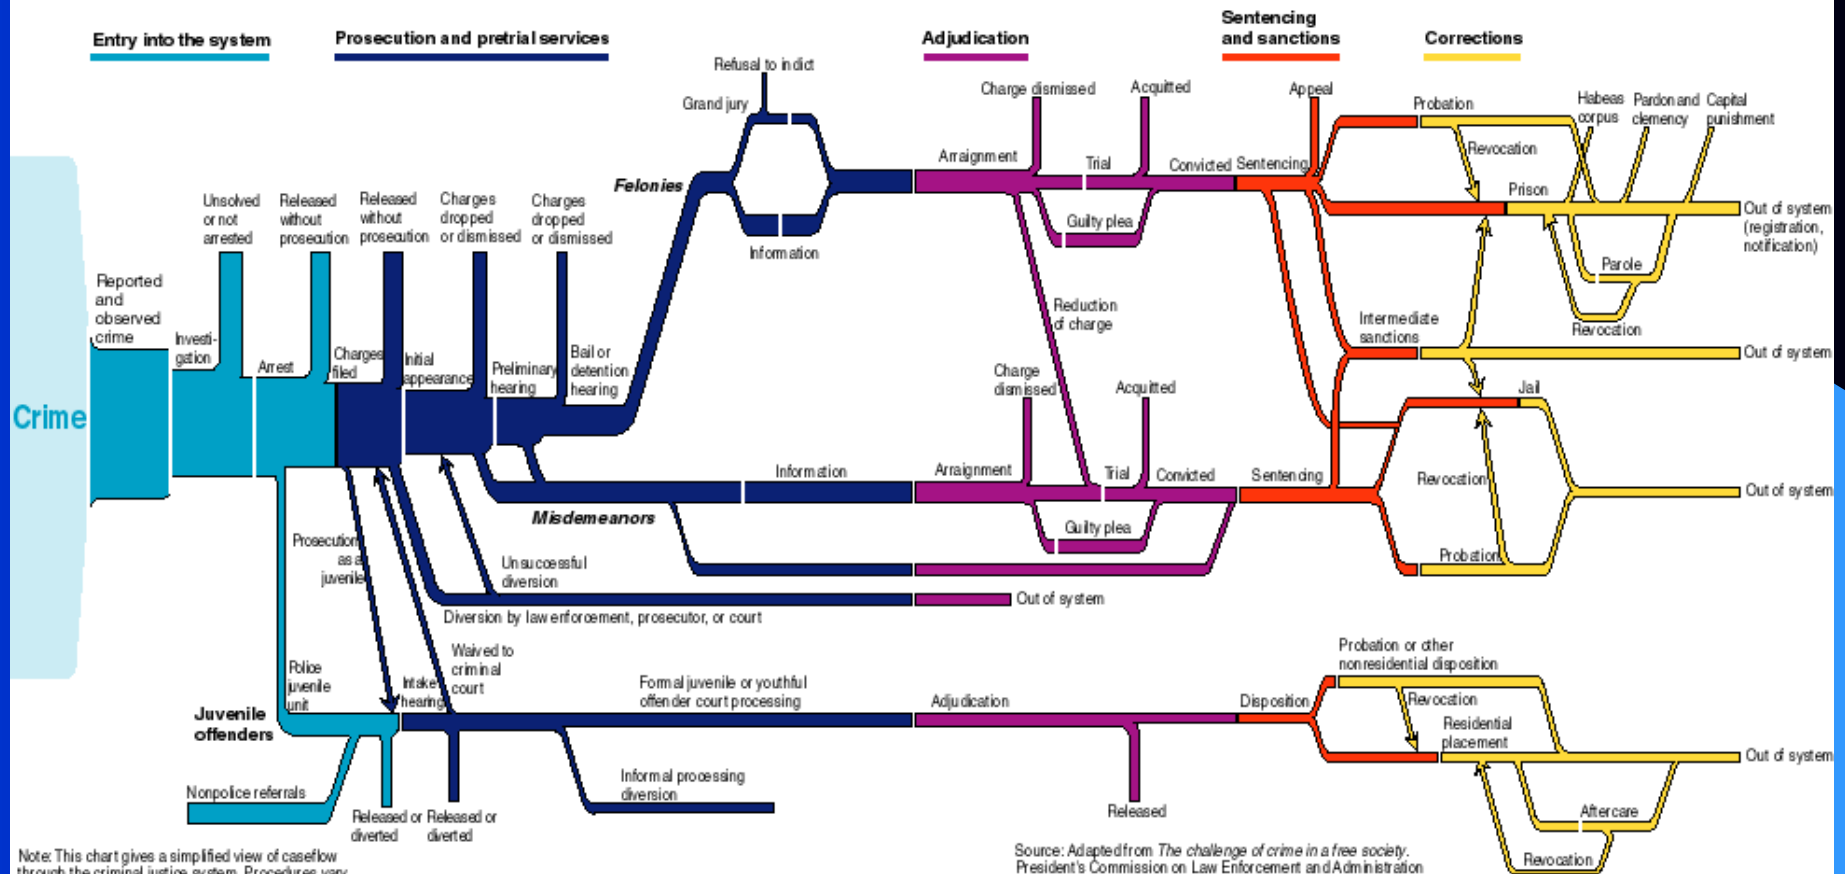 Entry into the system
Prosecution and pretrial services
Adjudication
Sentencing
and sanctions
Corrections
Refusal to indict
Grand jury
Information
Felonies
Charge dismissed
Acquitted
Arraignment
Trial
Convicted
Guilty plea
Sentencing
Appeal
Probation
Revocation
Habeas
corpus
Pardon and
clemency
Capital
punishment
Prison
Out of system
(registration,
notification)
Parole
Revocation
Unsolved
or not
arrested
Released
without
prosecution
Released
without
prosecution
Charges
dropped
or dismissed
Charges
dropped
or dismissed
Reported
and
observed
crime
Investi-
gation
Arrest
Charges
filed
Initial
appearance
Preliminary
hearing
Bail or
detention
hearing
Crime
Reduction
of charge
Intermediate
sanctions
Out of system
Charge
dismissed
Acquitted
Jail
Information
Arraignment
Trial
Convicted
Sentencing
Revocation
Out of system
Misdemeanors
Guilty plea
Probation
Prosecution
as a
juvenile
Unsuccessful
diversion
Out of system
Diversion by law enforcement, prosecutor, or court
Waived to
criminal
court
Police
juvenile
unit
Intake
hearing
Formal juvenile or youthful
offender court processing
Adjudication
Disposition
Probation or other
nonresidential disposition
Revocation
Residential
placement
Out of system
Juvenile
offenders
Nonpolice referrals
Released or
diverted
Released or
diverted
Informal processing
diversion
Released
Aftercare
Revocation
Note: This chart gives a simplified view of caseflow
through the criminal justice system. Procedures vary
Source: Adapted from The challenge of crime in a free society.
President's Commission on Law Enforcement and Administration